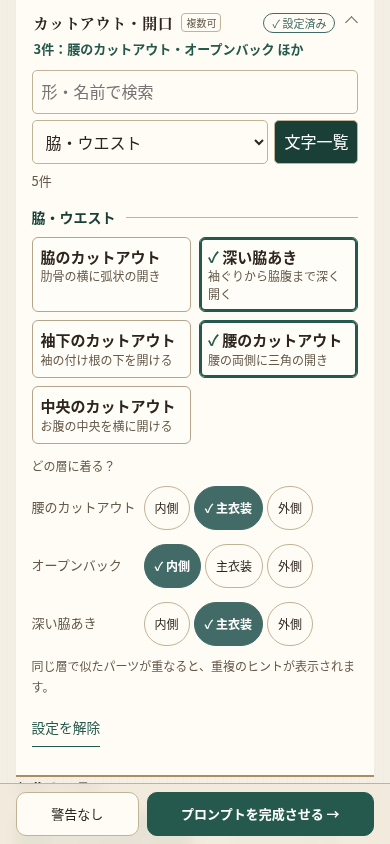 カットアウト・開口 複数可 ✓設定済み
3件：腰のカットアウト・オープンバック ほか
形・名前で検索
脇・ウエスト 文字一覧
5件
脇・ウエスト
脇のカットアウト
肋骨の横に弧状の開き
✓深い脇あき
袖ぐりから脇腹まで深く
開く
袖下のカットアウト
袖の付け根の下を開ける
✓腰のカットアウト
腰の両側に三角の開き
中央のカットアウト
お腹の中央を横に開ける
どの層に着る？
腰のカットアウト 内側 ✓主衣装 外側
オープンバック ✓内側 主衣装 外側
深い脇あき 内側 ✓主衣装 外側
同じ層で似たパーツが重なると、重複のヒントが表示されま
す。
設定を解除
警告なし プロンプトを完成させる→